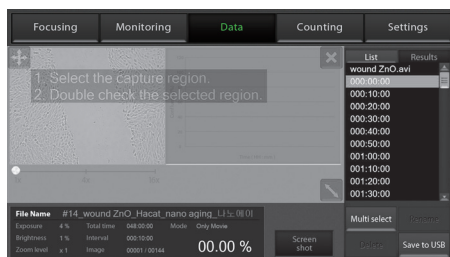 Focusing Monitoring Data Counting Settings
1. Select the capture region.
2. Double check the selected region.
List Results
wound ZnO.avi
000:00:00
000:10:00
000:20:00
000:30:00
000:40:00
000:50:00
001:00:00
001:10:00
001:20:00
001:30:00
File Name #14_wound ZnO_Hacat_nano aging_나노에이
Exposure 4 % Total time 048:00:00 Mode Only Movie
Brightness 1 % Interval 000:10:00
Zoom level x 1 Image 00001 / 00144
00.00 %
Screen
shot
Multi select Rename
Delete Save to USB